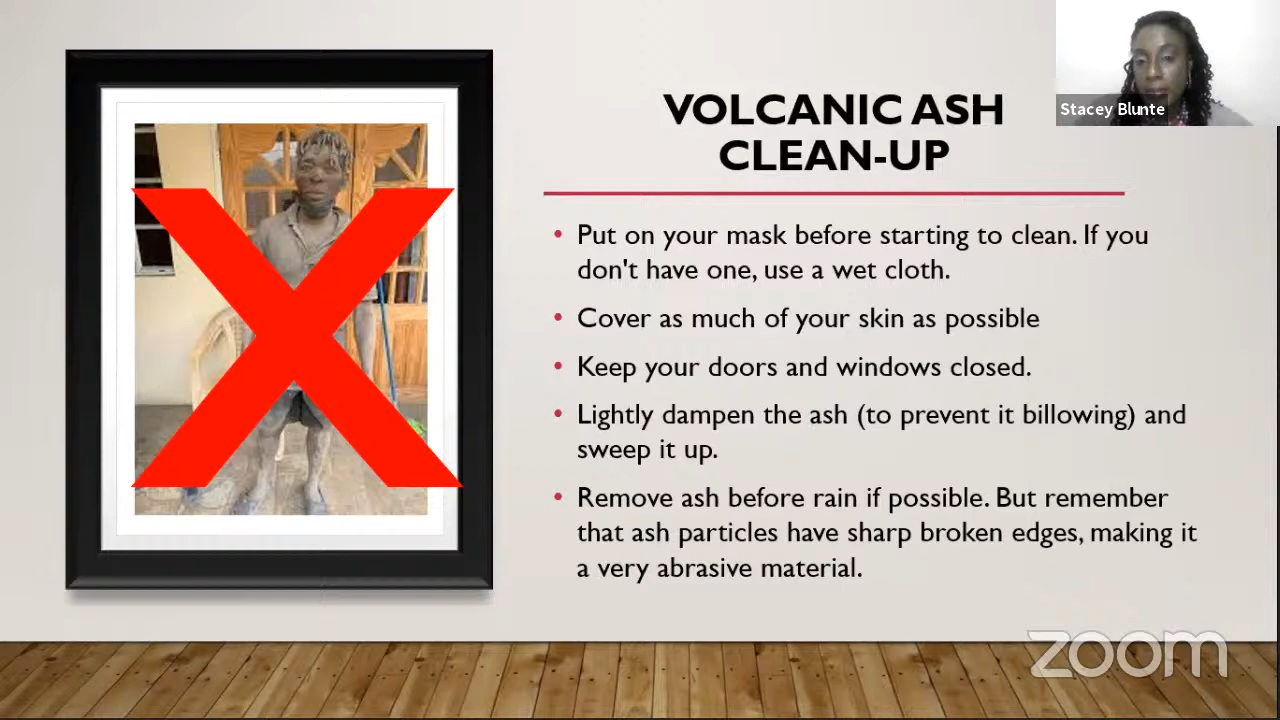 VOLCANIC ASH
CLEAN-UP
Stacey Blunte
• Put on your mask before starting to clean. If you
don't have one, use a wet cloth.
• Cover as much of your skin as possible
• Keep your doors and windows closed.
• Lightly dampen the ash (to prevent it billowing) and
sweep it up.
• Remove ash before rain if possible. But remember
that ash particles have sharp broken edges, making it
a very abrasive material.
zoom